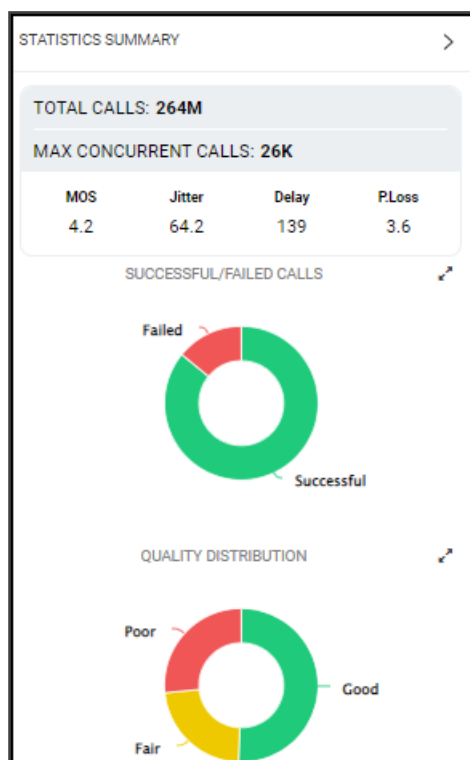 STATISTICS SUMMARY
TOTAL CALLS: 264M
MAX CONCURRENT CALLS: 26K
MOS Jitter Delay P.Loss
4.2 64.2 139 3.6
SUCCESSFUL/FAILED CALLS
Failed
Successful
QUALITY DISTRIBUTION
Poor
Good
Fair